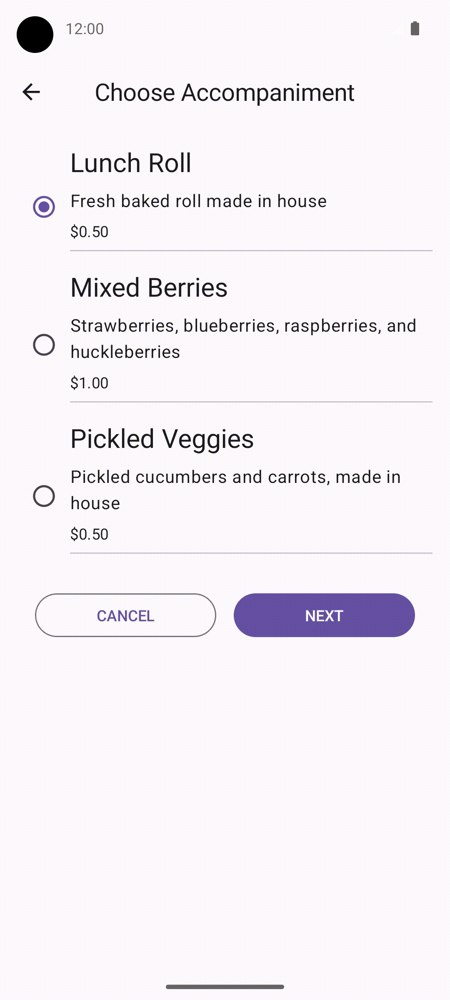 12:00
Choose Accompaniment
Lunch Roll
Fresh baked roll made in house
$0.50
Mixed Berries
Strawberries, blueberries, raspberries, and
huckleberries
$1.00
Pickled Veggies
Pickled cucumbers and carrots, made in
house
$0.50
CANCEL
NEXT